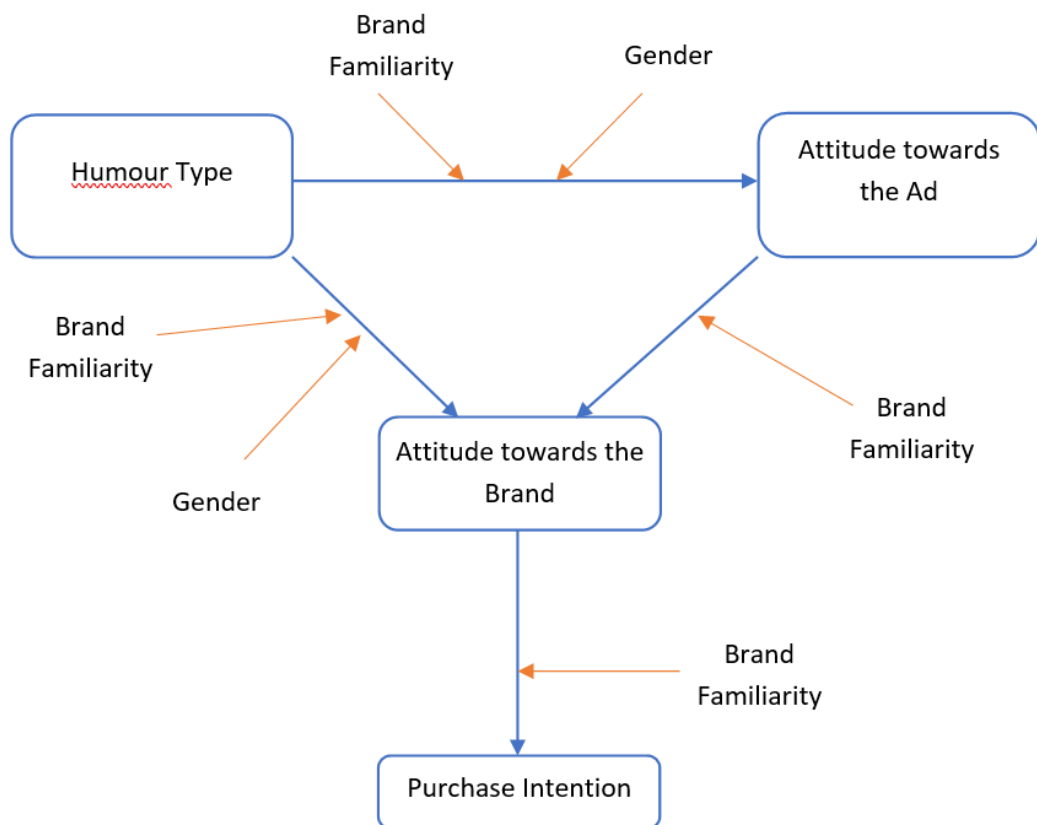 Brand
Familiarity
Gender
Humour Type
Attitude towards
the Ad
Brand
Familiarity
Gender
Brand
Familiarity
Attitude towards the
Brand
Brand
Familiarity
Purchase Intention